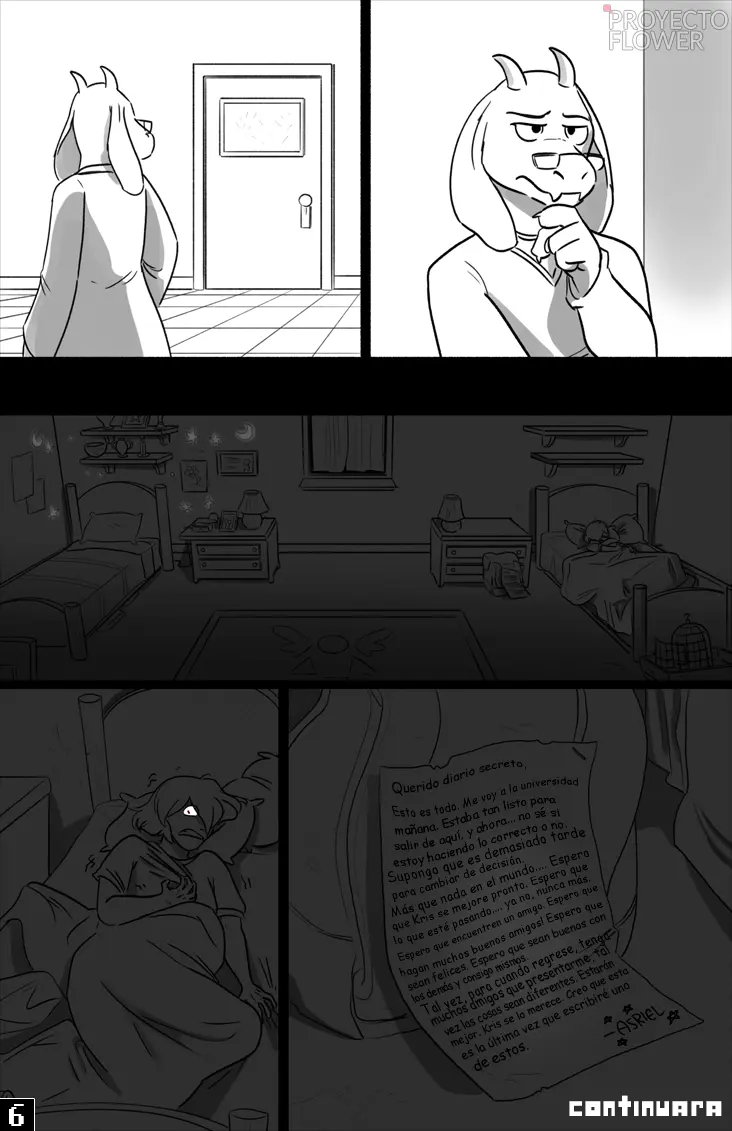 PROYECTO
FLOWER
Querido diario secreto,
Esto es todo. Me voy a la universidad
mañana. Estaba tan listo para
salir de aquí, y ahora... no sé si
estoy haciendo lo correcto o no.
Supongo que es demasiado tarde
para cambiar de decisión.
Más que nada en el mundo.... Espero
que Kris se mejore pronto. Espero que
lo que esté pasando.... ya no, nunca más.
Espero que encuentren un amigo. Espero que
hagan muchos buenos amigos! Espero que
sean felices. Espero que sean buenos con
los demás y consigo mismos.
Tal vez, para cuando regrese, tengan
muchos amigos que presentarme. tal
vez las cosas sean diferentes. Estarán
mejor. Kris se la merece. Creo que esta
es la última vez que escribiré uno
de estos.
- ASRIEL
6
continuara